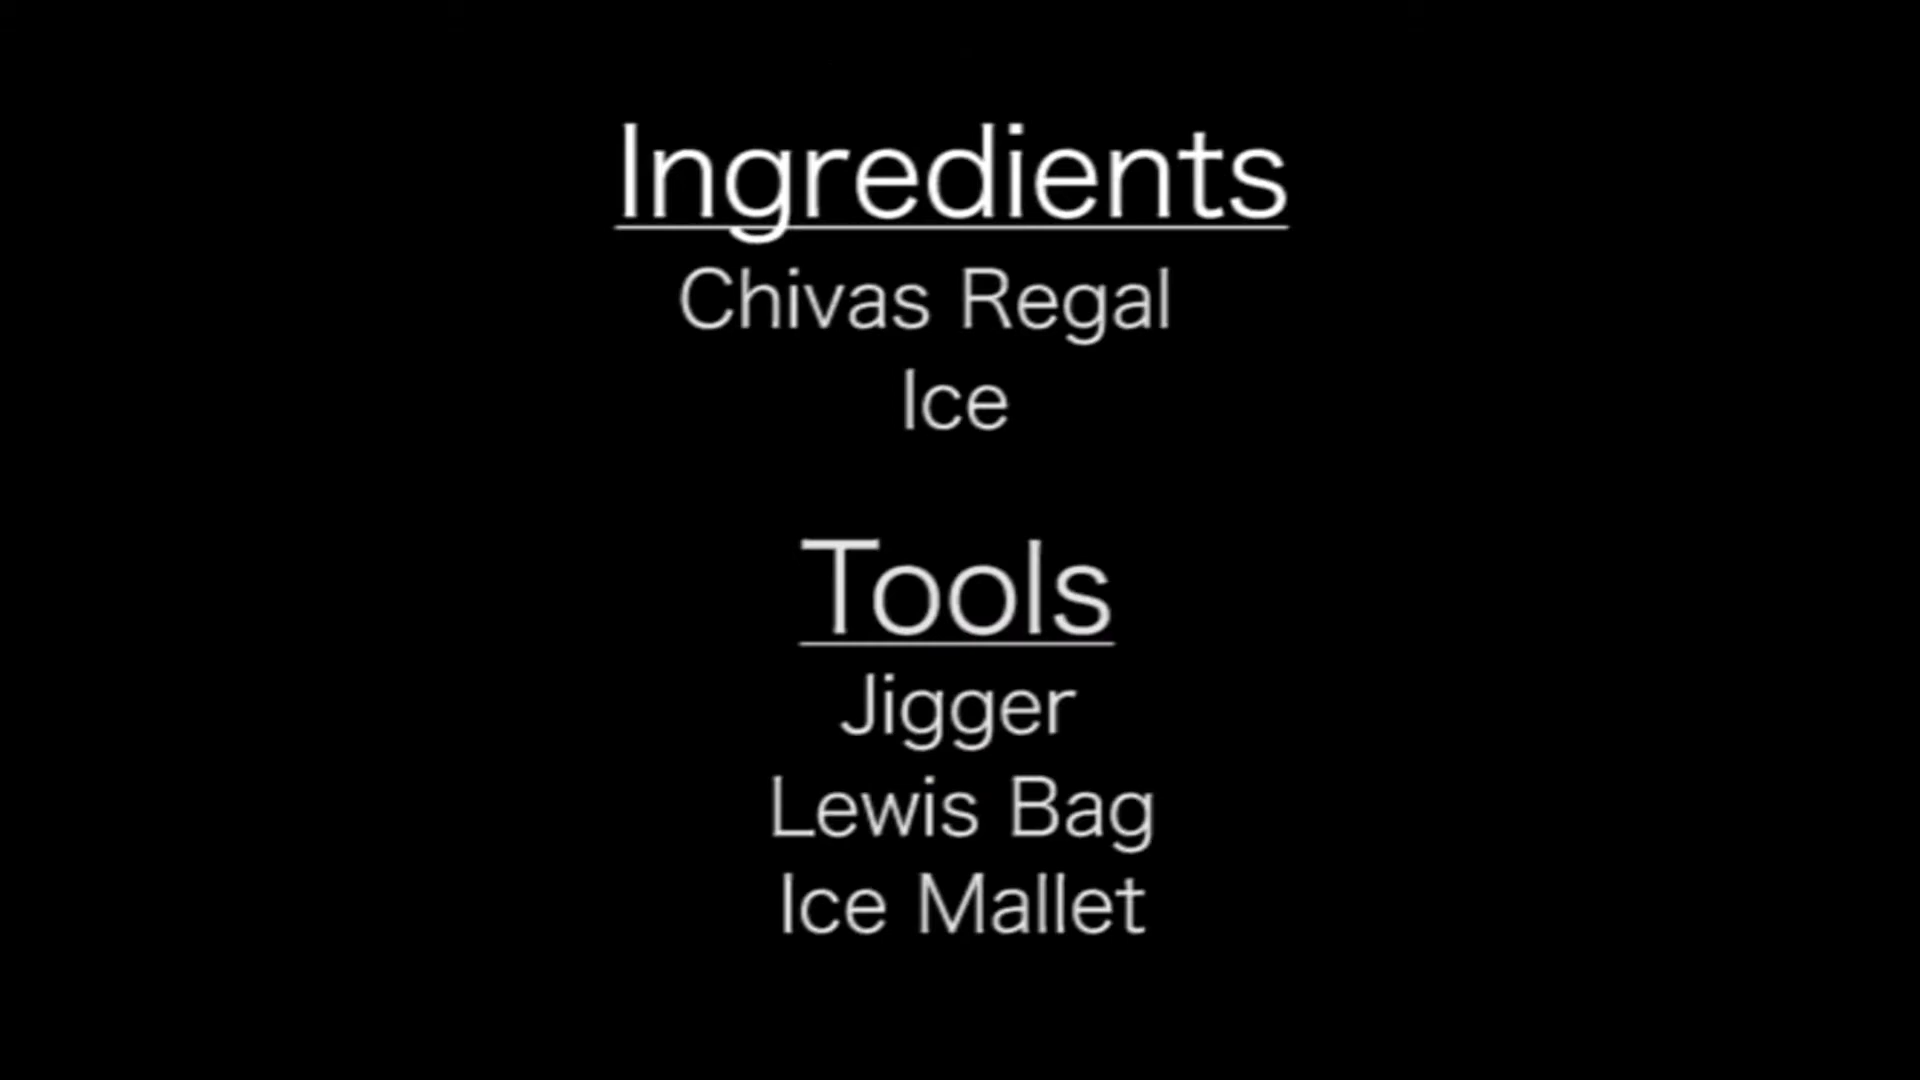 Ingredients
Chivas Regal
Ice
Tools
Jigger
Lewis Bag
Ice Mallet